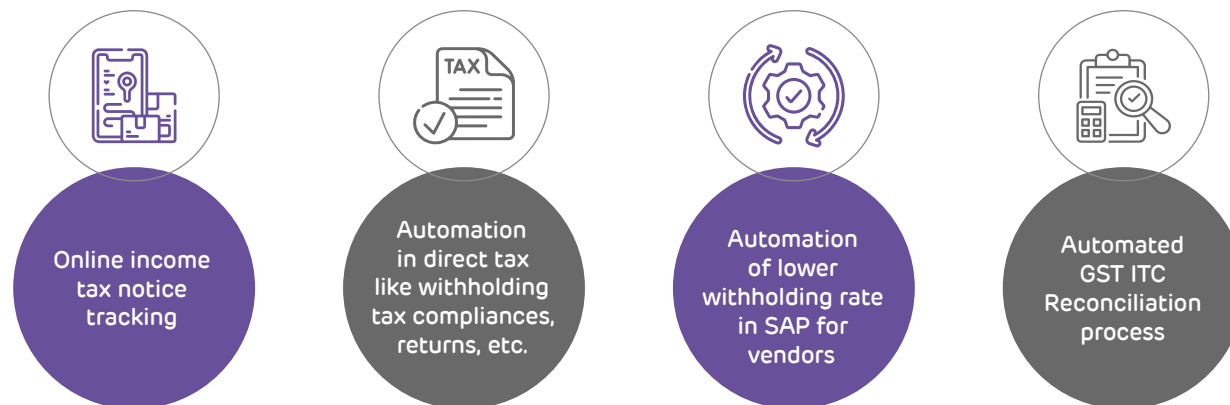 Online income
tax notice
tracking
TAX
Automation
in direct tax
like withholding
tax compliances,
returns, etc.
Automation
of lower
withholding rate
in SAP for
vendors
Automated
GST ITC
Reconciliation
process